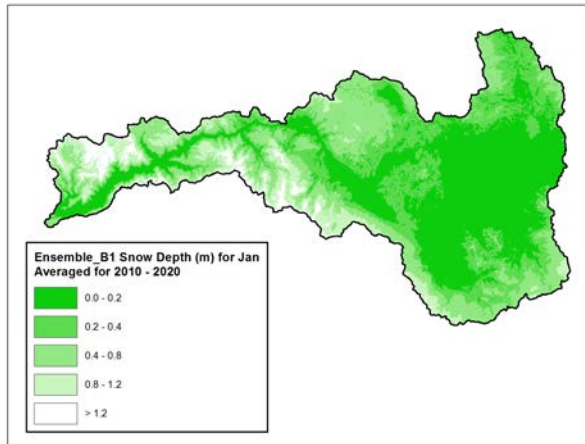 Ensemble_B1 Snow Depth (m) for Jan
Averaged for 2010 - 2020
0.0 - 0.2
0.2 - 0.4
0.4 - 0.8
0.8 - 1.2
> 1.2